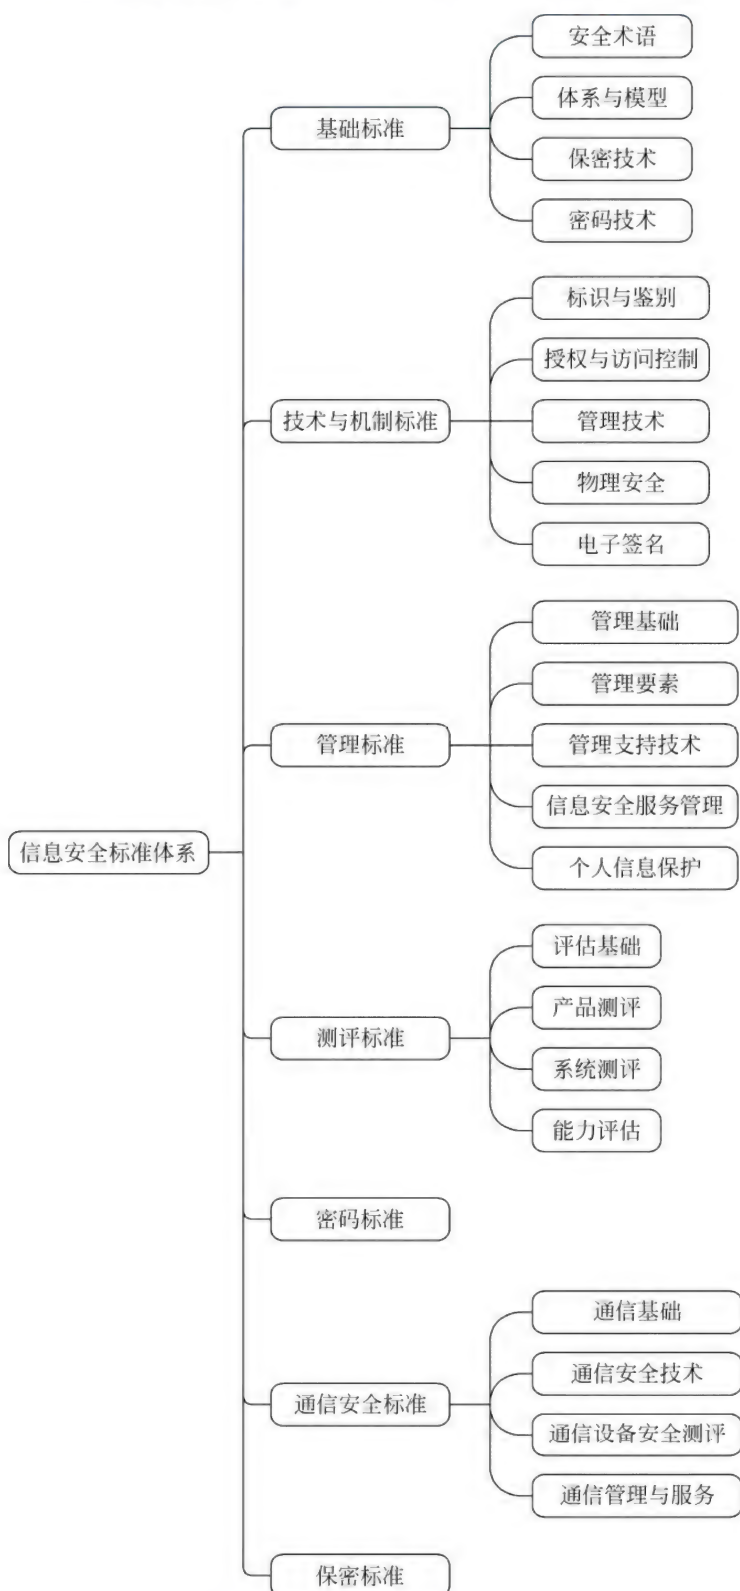 信息安全标准体系
基础标准
安全术语
体系与模型
保密技术
密码技术
技术与机制标准
标识与鉴别
授权与访问控制
管理技术
物理安全
电子签名
管理标准
管理基础
管理要素
管理支持技术
信息安全服务管理
个人信息保护
测评标准
评估基础
产品测评
系统测评
能力评估
密码标准
通信安全标准
通信基础
通信安全技术
通信设备安全测评
通信管理与服务
保密标准